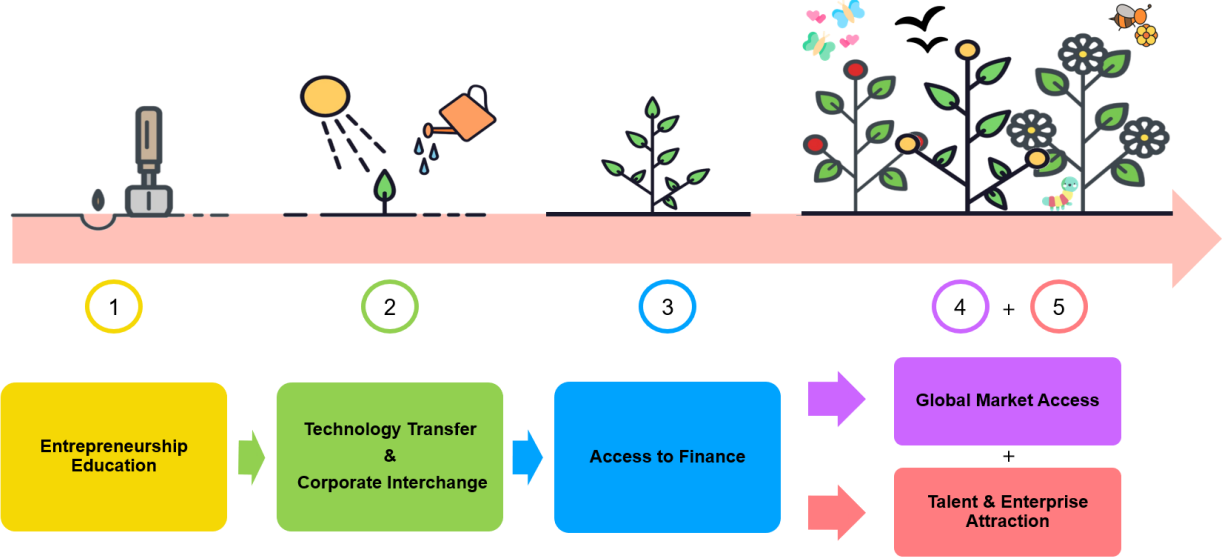 1
2
3
4 + 5
Entrepreneurship
Education
Technology Transfer
&
Corporate Interchange
Access to Finance
Global Market Access
+
Talent & Enterprise
Attraction